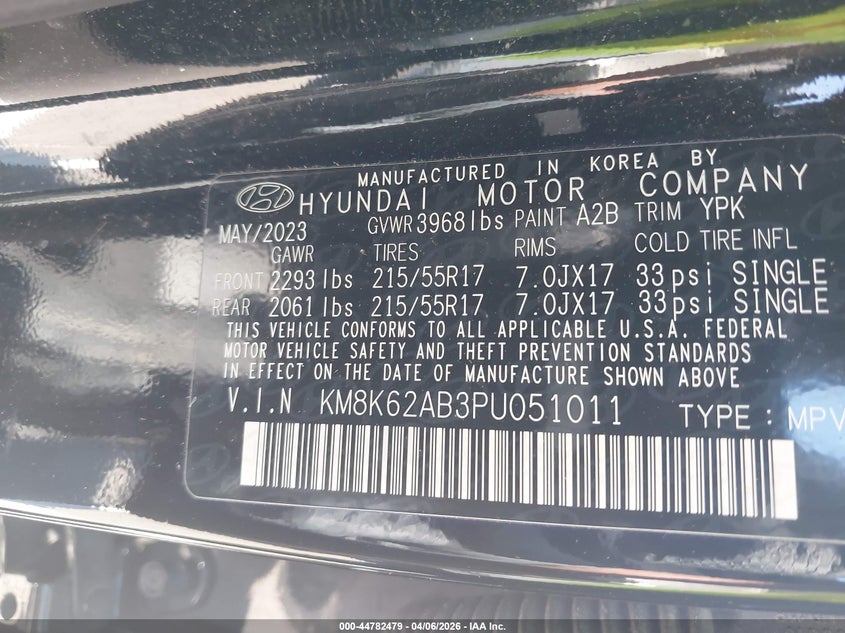 MANUFACTURED IN KOREA BY
HYUNDAI MOTOR COMPANY
MAY/2023 GVWR 3968 lbs PAINT A2B TRIM YPK
GAWR TIRES RIMS COLD TIRE INFL
FRONT 2293 lbs 215/55R17 7.0JX17 33 psi SINGLE
REAR 2061 lbs 215/55R17 7.0JX17 33 psi SINGLE
THIS VEHICLE CONFORMS TO ALL APPLICABLE U.S.A. FEDERAL
MOTOR VEHICLE SAFETY AND THEFT PREVENTION STANDARDS
IN EFFECT ON THE DATE OF MANUFACTURE SHOWN ABOVE
V.I.N KM8K62AB3PU051011 TYPE : MPV
000-44782479 - 04/06/2026 - IAA Inc.